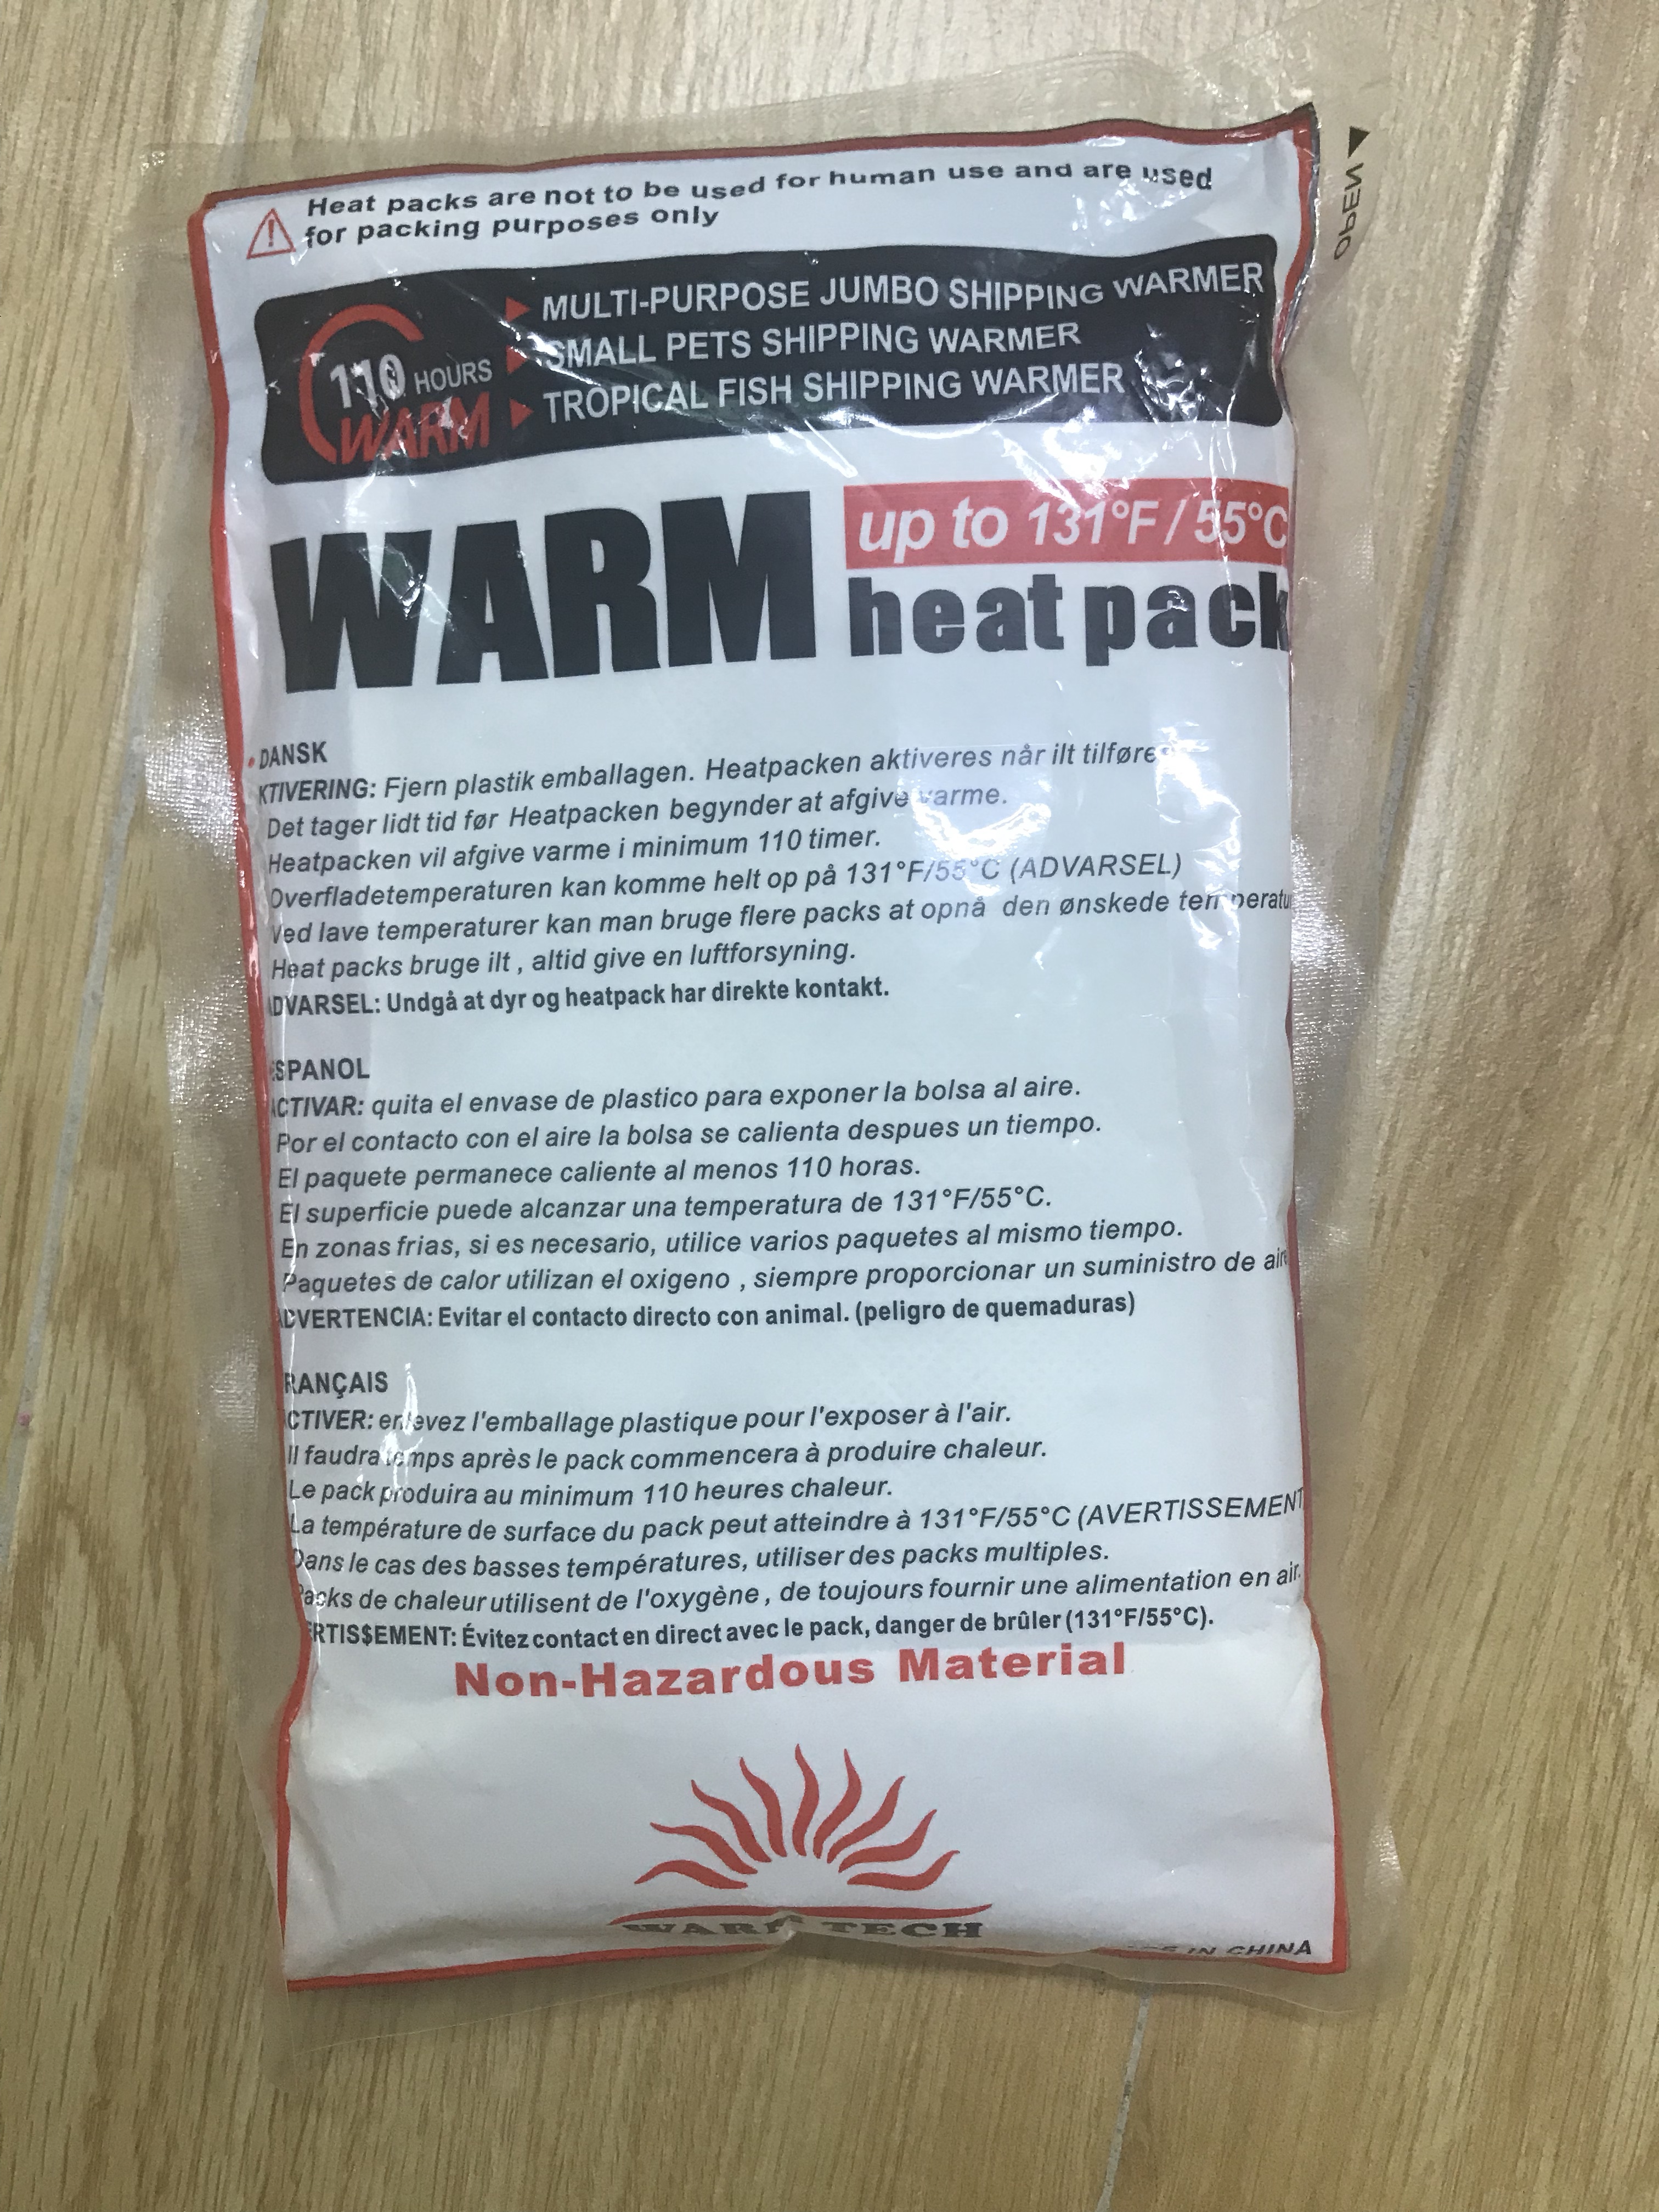 OPEN
Heat packs are not to be used for human use and are used
for packing purposes only
110 HOURS
WARM
MULTI-PURPOSE JUMBO SHIPPING WARMER
SMALL PETS SHIPPING WARMER
TROPICAL FISH SHIPPING WARMER
WARM
up to 131°F / 55°C
heat pack
DANSK
KTIVERING: Fjern plastik emballagen. Heatpacken aktiveres når ilt tilføre
Det tager lidt tid før Heatpacken begynder at afgive varme.
Heatpacken vil afgive varme i minimum 110 timer.
Overfladetemperaturen kan komme helt op på 131°F/55°C (ADVARSEL)
Ved lave temperaturer kan man bruge flere packs at opnå den ønskede temperatu
Heat packs bruge ilt , altid give en luftforsyning.
DVARSEL: Undgå at dyr og heatpack har direkte kontakt.
SPANOL
ACTIVAR: quita el envase de plastico para exponer la bolsa al aire.
Por el contacto con el aire la bolsa se calienta despues un tiempo.
El paquete permanece caliente al menos 110 horas.
El superficie puede alcanzar una temperatura de 131°F/55°C.
En zonas frias, si es necesario, utilice varios paquetes al mismo tiempo.
Paquetes de calor utilizan el oxigeno , siempre proporcionar un suministro de air
ADVERTENCIA: Evitar el contacto directo con animal. (peligro de quemaduras)
RANÇAIS
CTIVER: enlevez l'emballage plastique pour l'exposer à l'air.
Il faudra temps après le pack commencera à produire chaleur.
Le pack produira au minimum 110 heures chaleur.
La température de surface du pack peut atteindre à 131°F/55°C (AVERTISSEMENT
Dans le cas des basses températures, utiliser des packs multiples.
Packs de chaleur utilisent de l'oxygène , de toujours fournir une alimentation en air.
ERTISSEMENT: Évitez contact en direct avec le pack, danger de brûler (131°F/55°C).
Non-Hazardous Material
WARM TECH
IN CHINA